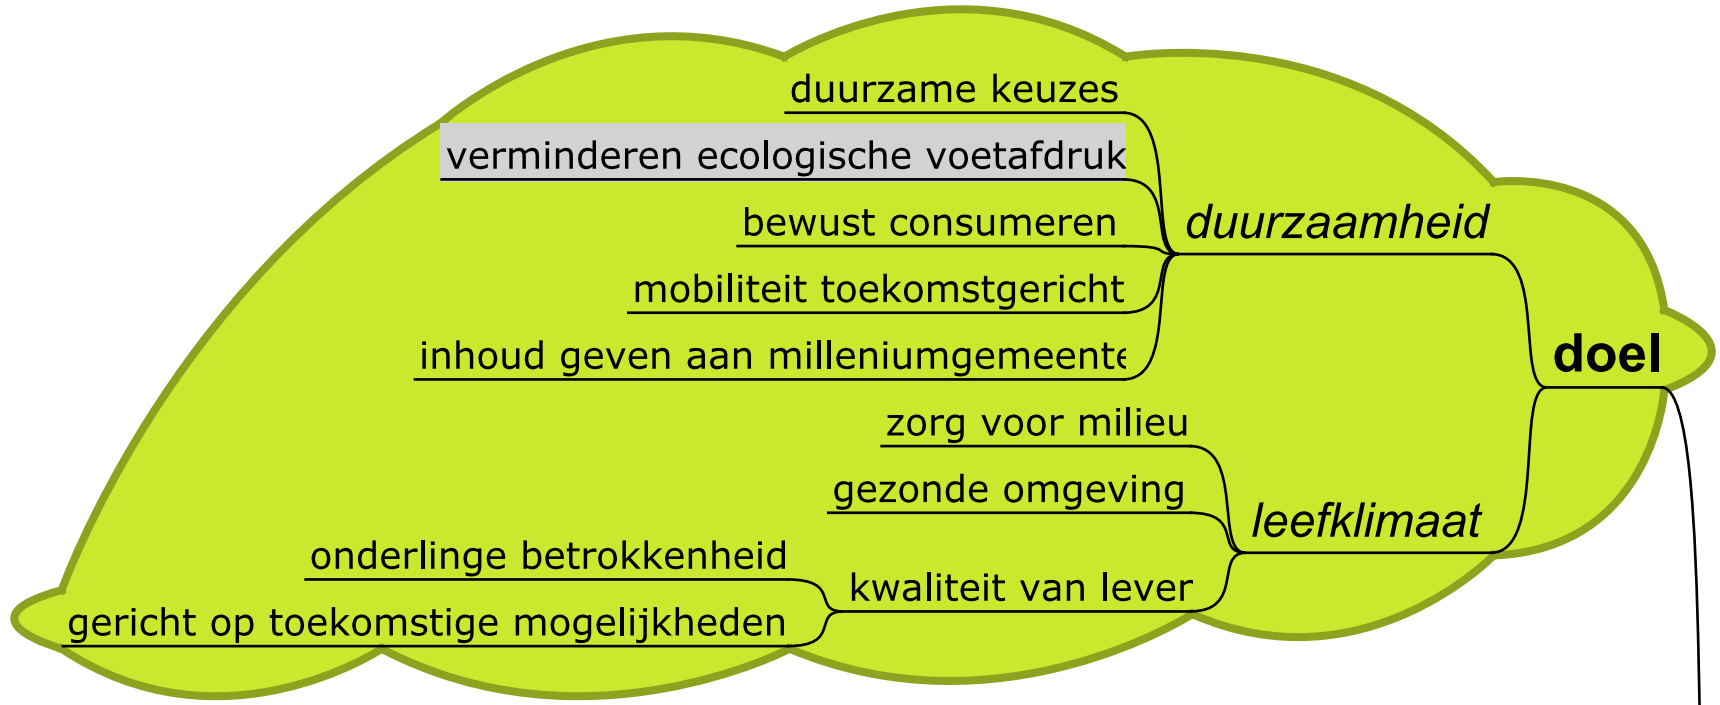 duurzame keuzes
verminderen ecologische voetafdruk
bewust consumeren
duurzaamheid
mobiliteit toekomstgericht
inhoud geven aan milleniumgemeente
doel
zorg voor milieu
gezonde omgeving
leefklimaat
onderlinge betrokkenheid
kwaliteit van lever
gericht op toekomstige mogelijkheden